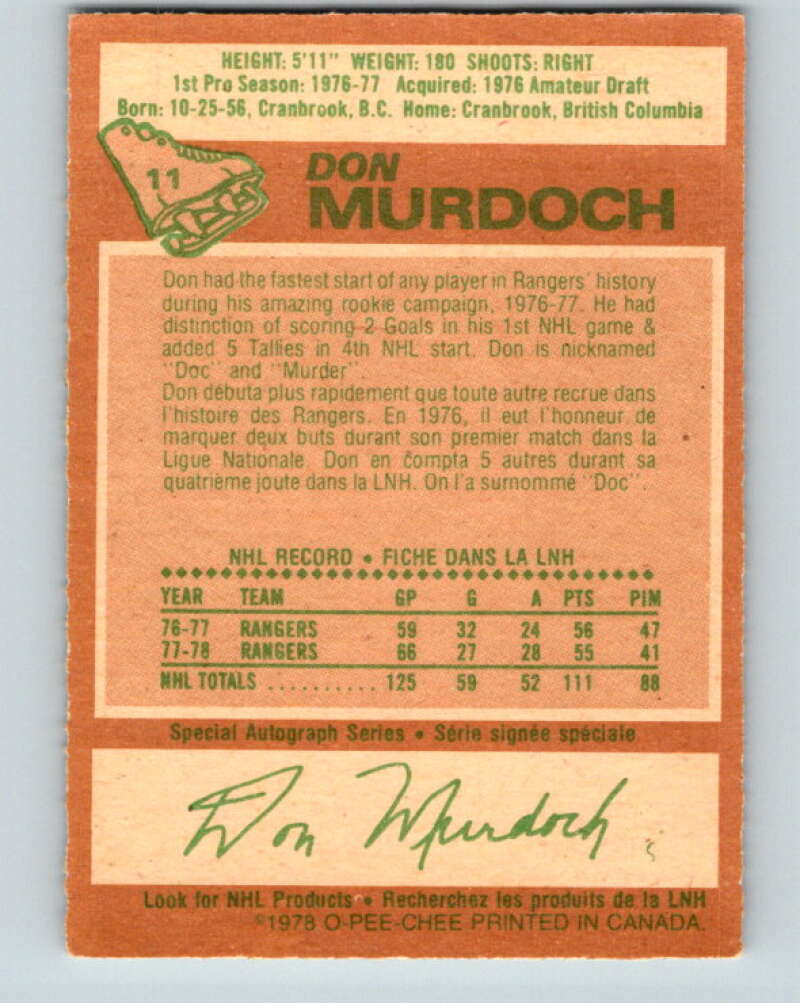 HEIGHT: 5'11" WEIGHT: 180 SHOOTS: RIGHT
1st Pro Season: 1976-77 Acquired: 1976 Amateur Draft
Born: 10-25-56, Cranbrook, B.C. Home: Cranbrook, British Columbia
11
DON
MURDOCH
Don had the fastest start of any player in Rangers' history
during his amazing rookie campaign, 1976-77. He had
distinction of scoring 2 Goals in his 1st NHL game &
added 5 Tallies in 4th NHL start. Don is nicknamed
"Doc" and "Murder".
Don débuta plus rapidement que toute autre recrue dans
l'histoire des Rangers. En 1976, il eut l'honneur de
marquer deux buts durant son premier match dans la
Ligue Nationale. Don en compta 5 autres durant sa
quatrième joute dans la LNH. On l'a surnommé "Doc".
NHL RECORD • FICHE DANS LA LNH
YEAR TEAM GP G A PTS PIM
76-77 RANGERS 59 32 24 56 47
77-78 RANGERS 66 27 28 55 41
NHL TOTALS .......... 125 59 52 111 88
Special Autograph Series • Série signée spéciale
Don Murdoch
Look for NHL Products • Recherchez les produits de la LNH
©1978 O-PEE-CHEE PRINTED IN CANADA.